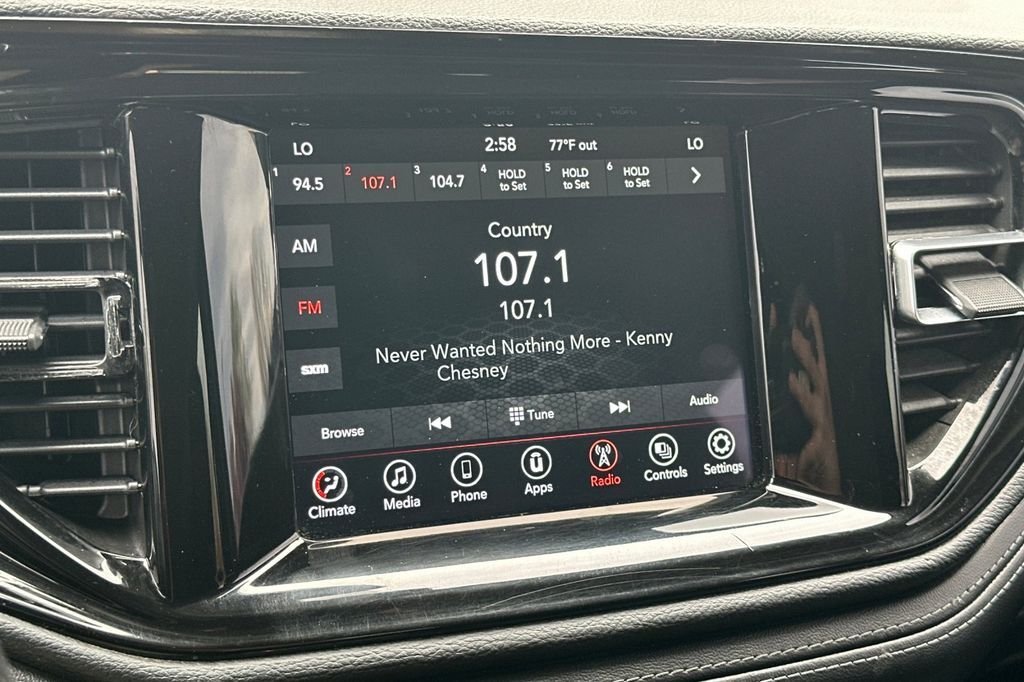 LO 2:58 77°F out LO
1 94.5 2 107.1 3 104.7 4 HOLD to Set 5 HOLD to Set 6 HOLD to Set
AM
Country
107.1
FM
107.1
Never Wanted Nothing More - Kenny
Chesney
sxm
Browse Tune Audio
Climate Media Phone Apps Radio Controls Settings